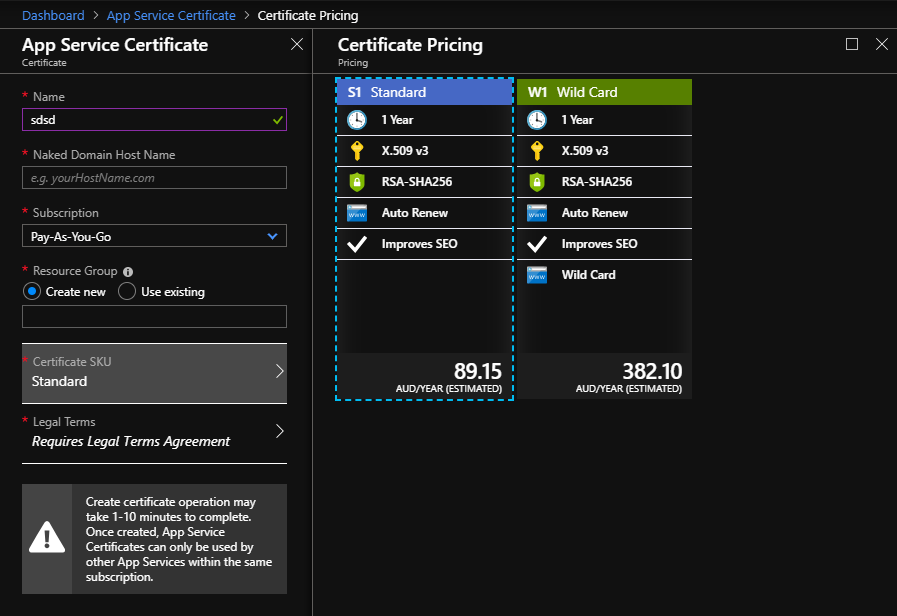 Dashboard > App Service Certificate > Certificate Pricing
App Service Certificate
Certificate
* Name
sdsd
* Naked Domain Host Name
e.g. yourHostName.com
* Subscription
Pay-As-You-Go
* Resource Group
Create new
Use existing
* Certificate SKU
Standard
* Legal Terms
Requires Legal Terms Agreement
Create certificate operation may
take 1-10 minutes to complete.
Once created, App Service
Certificates can only be used by
other App Services within the same
subscription.
Certificate Pricing
Pricing
S1 Standard
1 Year
X.509 v3
RSA-SHA256
www Auto Renew
Improves SEO
89.15
AUD/YEAR (ESTIMATED)
W1 Wild Card
1 Year
X.509 v3
RSA-SHA256
www Auto Renew
Improves SEO
www Wild Card
382.10
AUD/YEAR (ESTIMATED)